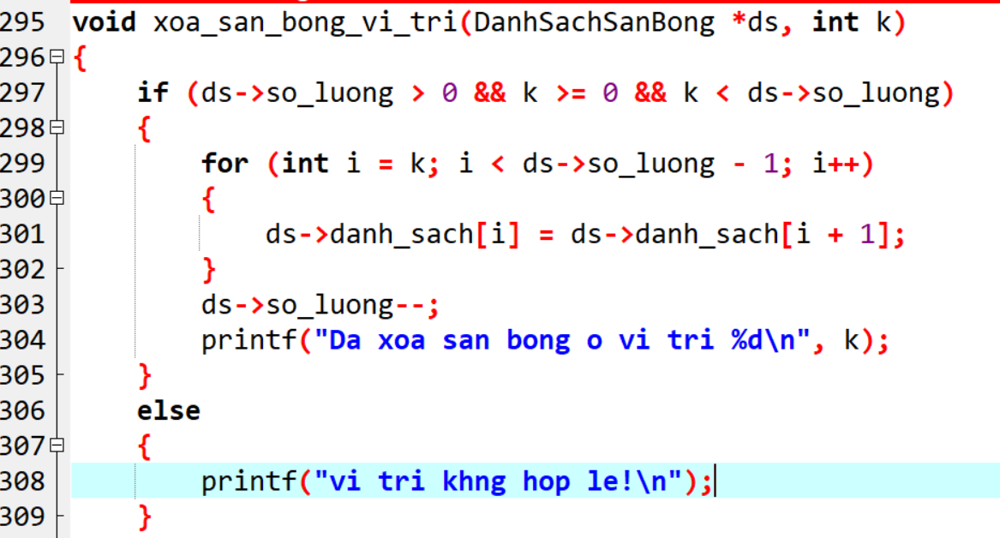 295 void xoa_san_bong_vi_tri(DanhSachSanBong *ds, int k)
296 {
297     if (ds->so_luong > 0 && k >= 0 && k < ds->so_luong)
298     {
299         for (int i = k; i < ds->so_luong - 1; i++)
300         {
301             ds->danh_sach[i] = ds->danh_sach[i + 1];
302         }
303         ds->so_luong--;
304         printf("Da xoa san bong o vi tri %d\n", k);
305     }
306     else
307     {
308         printf("vi tri khng hop le!\n");
309     }